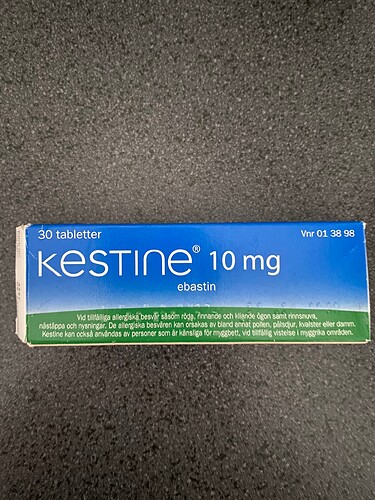 30 tabletter
Vnr 01 38 98
Kestine® 10 mg
ebastin
Vid tillfälliga allergiska besvär såsom röda, rinnande och kliande ögon samt rinnsnuva,
nästäppa och nysningar. De allergiska besvären kan orsakas av bland annat pollen, pälsdjur, kvalster eller damm.
Kestine kan också användas av personer som är känsliga för myggbett, vid tillfällig vistelse i myggrika områden.